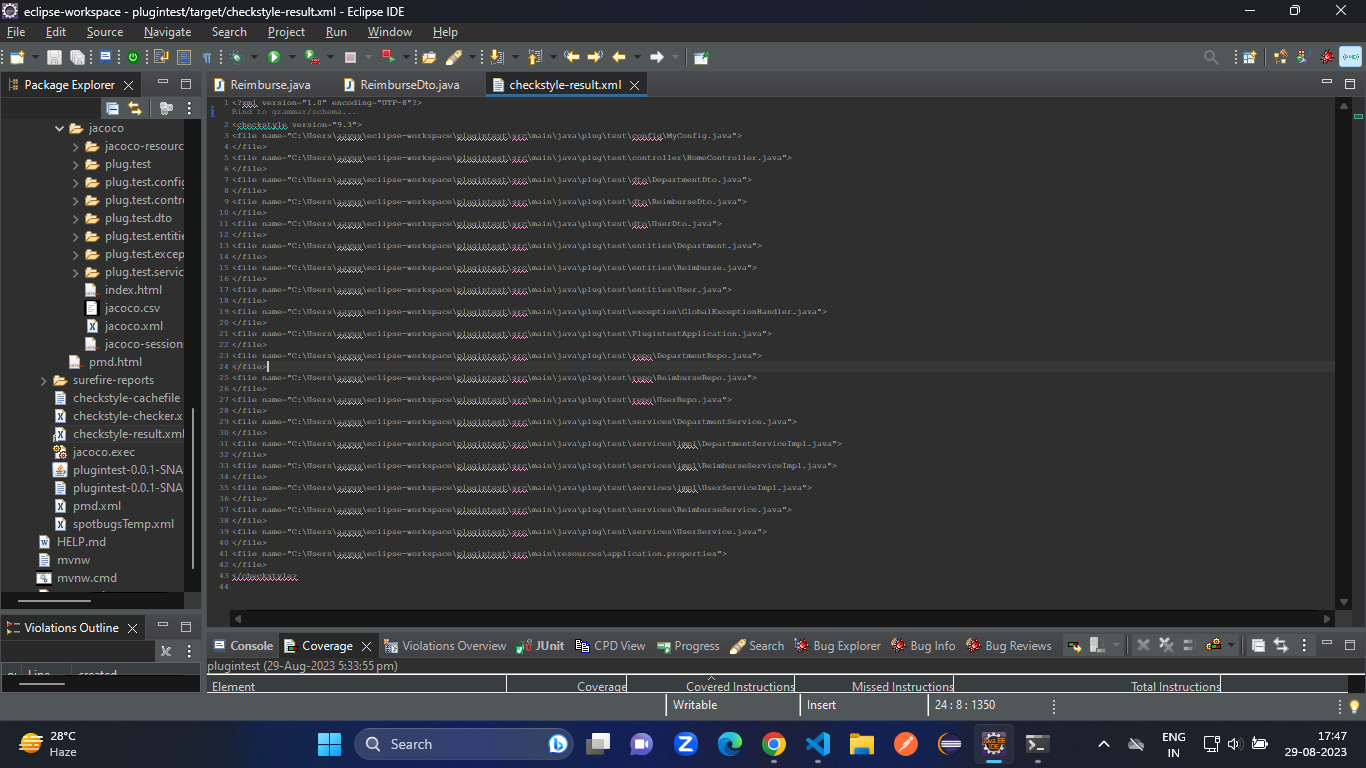 eclipse-workspace - plugintest/target/checkstyle-result.xml - Eclipse IDE
File Edit Source Navigate Search Project Run Window Help
Package Explorer
Reimburse.java ReimburseDto.java checkstyle-result.xml
jacoco
jacoco-resourc
plug.test
plug.test.config
plug.test.contr
plug.test.dto
plug.test.entitie
plug.test.excep
plug.test.servic
index.html
jacoco.csv
jacoco.xml
jacoco-session
pmd.html
surefire-reports
checkstyle-cachefile
checkstyle-checker.x
checkstyle-result.xml
jacoco.exec
plugintest-0.0.1-SNA
plugintest-0.0.1-SNA
pmd.xml
spotbugsTemp.xml
HELP.md
mvnw
mvnw.cmd
1 <?xml version="1.0" encoding="UTF-8"?>
Bind to grammar/schema...
2 <checkstyle version="9.3">
3 <file name="C:\Users\aayus\eclipse-workspace\plugintest\src\main\java\plug\test\config\MyConfig.java">
4 </file>
5 <file name="C:\Users\aayus\eclipse-workspace\plugintest\src\main\java\plug\test\controller\HomeController.java">
6 </file>
7 <file name="C:\Users\aayus\eclipse-workspace\plugintest\src\main\java\plug\test\dto\DepartmentDto.java">
8 </file>
9 <file name="C:\Users\aayus\eclipse-workspace\plugintest\src\main\java\plug\test\dto\ReimburseDto.java">
10 </file>
11 <file name="C:\Users\aayus\eclipse-workspace\plugintest\src\main\java\plug\test\dto\UserDto.java">
12 </file>
13 <file name="C:\Users\aayus\eclipse-workspace\plugintest\src\main\java\plug\test\entities\Department.java">
14 </file>
15 <file name="C:\Users\aayus\eclipse-workspace\plugintest\src\main\java\plug\test\entities\Reimburse.java">
16 </file>
17 <file name="C:\Users\aayus\eclipse-workspace\plugintest\src\main\java\plug\test\entities\User.java">
18 </file>
19 <file name="C:\Users\aayus\eclipse-workspace\plugintest\src\main\java\plug\test\exception\GlobalExceptionHandler.java">
20 </file>
21 <file name="C:\Users\aayus\eclipse-workspace\plugintest\src\main\java\plug\test\PlugintestApplication.java">
22 </file>
23 <file name="C:\Users\aayus\eclipse-workspace\plugintest\src\main\java\plug\test\repo\DepartmentRepo.java">
24 </file>
25 <file name="C:\Users\aayus\eclipse-workspace\plugintest\src\main\java\plug\test\repo\ReimburseRepo.java">
26 </file>
27 <file name="C:\Users\aayus\eclipse-workspace\plugintest\src\main\java\plug\test\repo\UserRepo.java">
28 </file>
29 <file name="C:\Users\aayus\eclipse-workspace\plugintest\src\main\java\plug\test\services\DepartmentService.java">
30 </file>
31 <file name="C:\Users\aayus\eclipse-workspace\plugintest\src\main\java\plug\test\services\impl\DepartmentServiceImpl.java">
32 </file>
33 <file name="C:\Users\aayus\eclipse-workspace\plugintest\src\main\java\plug\test\services\impl\ReimburseServiceImpl.java">
34 </file>
35 <file name="C:\Users\aayus\eclipse-workspace\plugintest\src\main\java\plug\test\services\impl\UserServiceImpl.java">
36 </file>
37 <file name="C:\Users\aayus\eclipse-workspace\plugintest\src\main\java\plug\test\services\ReimburseService.java">
38 </file>
39 <file name="C:\Users\aayus\eclipse-workspace\plugintest\src\main\java\plug\test\services\UserService.java">
40 </file>
41 <file name="C:\Users\aayus\eclipse-workspace\plugintest\src\main\resources\application.properties">
42 </file>
43 </checkstyle>
44
Violations Outline
Line created
Console Coverage Violations Overview JUnit CPD View Progress Search Bug Explorer Bug Info Bug Reviews
plugintest (29-Aug-2023 5:33:55 pm)
Element Coverage Covered Instructions Missed Instructions Total Instructions
Writable Insert 24 : 8 : 1350
28°C
Haze
Search
ENG
IN
17:47
29-08-2023